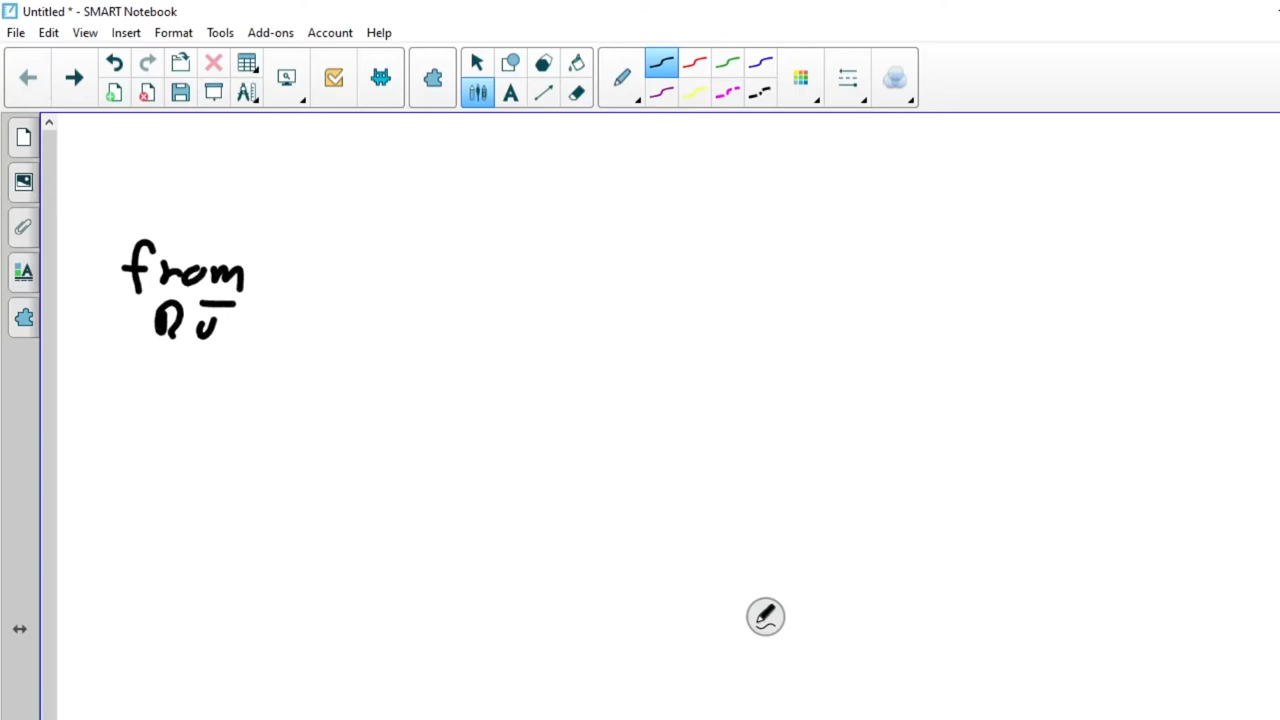 Untitled * - SMART Notebook
File Edit View Insert Format Tools Add-ons Account Help
from